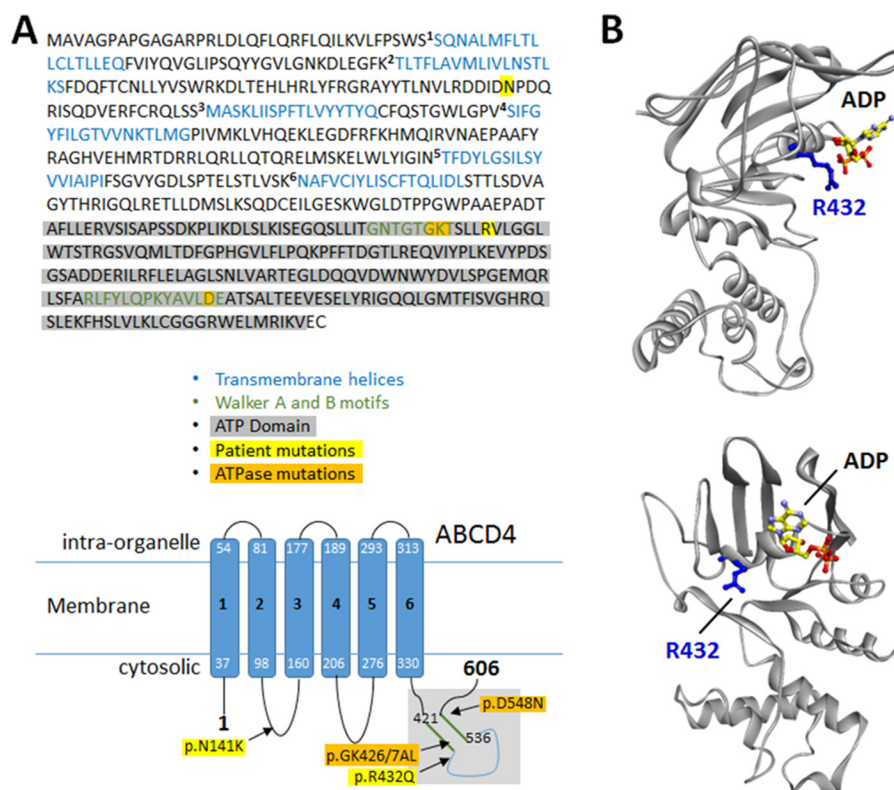 A
MAVAGPAPGAGARPRLDLQFLQRFLQILKVLFPSWS¹SQNALMFLTL
LCLTLLEQFVIYQVGLIPSQYYGVLGNKDLEGFK²TLTFLAVMLIVLNSTL
KSFDQFTCNLLYVSWRKDLTEHLHRLYFRGRAYYTLNVLRDDIDNPDQ
RISQDVERFCRQLSS³MASKLIISPFTLVYYTYQCFQSTGWLGPV⁴SIFG
YFILGTVVNKTLMGPIVMKLVHQEKLEGDFRFKHMQIRVNAEPAAFY
RAGHVEHMRTDRRLQRLLQTQRELMSKELWLYIGIN⁵TFDYLGSILSY
VVIAIPIFSGVYGDLSPTELSTLVSK⁶NAFVCIYLISCFTQLIDLSTTLSDVA
GYTHRIGQLRETLLDMSLKSQDCEILGESKWGLDTPPGWPAAEPADT
AFLLERVSISAPSSDKPLIKDLSLKISEGQSLLITGNTGTGKTSLLRVLGGL
WTSTRGSVQMLTDFGPHGVLFLPQKPFFTDGTLREQVIYPLKEVYPDS
GSADDERILRFLELAGLSNLVARTEGLDQQVDWNWYDVLSPGEMQR
LSFARLFYLQPKYAVLDEATSALTEEVESELYRIGQQLGMTFISVGHRQ
SLEKFHSLVLKLCGGGRWELMRIKVEC
• Transmembrane helices
• Walker A and B motifs
• ATP Domain
• Patient mutations
• ATPase mutations
ABCD4
intra-organelle 54 81 177 189 293 313
Membrane 1 2 3 4 5 6
cytosolic 37 98 160 206 276 330
606
1
p.N141K
421
p.D548N
536
p.GK426/7AL
p.R432Q
B
ADP
R432
ADP
R432